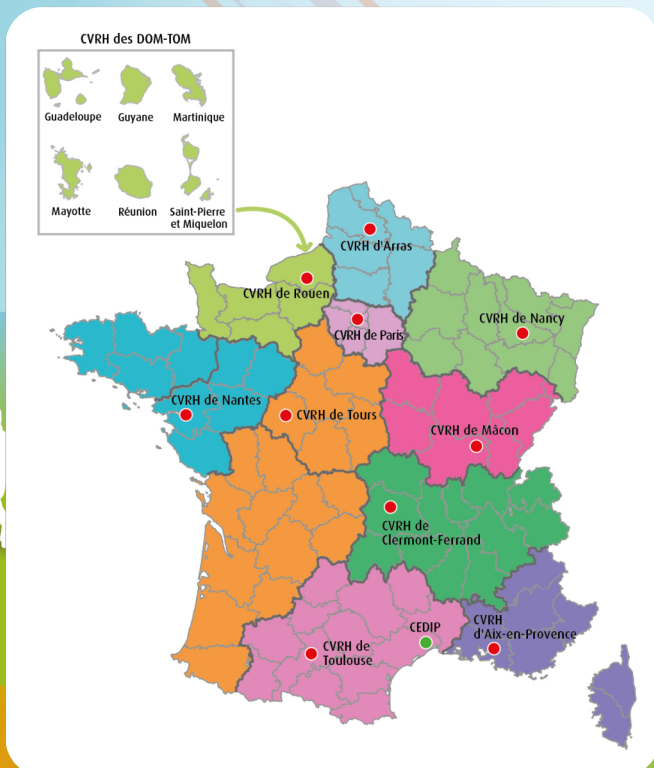 CVRH des DOM-TOM
Guadeloupe
Guyane
Martinique
Mayotte
Réunion
Saint-Pierre
et Miquelon
CVRH d'Arras
CVRH de Rouen
CVRH de Paris
CVRH de Nancy
CVRH de Nantes
CVRH de Tours
CVRH de Mâcon
CVRH de
Clermont-Ferrand
CEDIP
CVRH
d'Aix-en-Provence
CVRH de
Toulouse